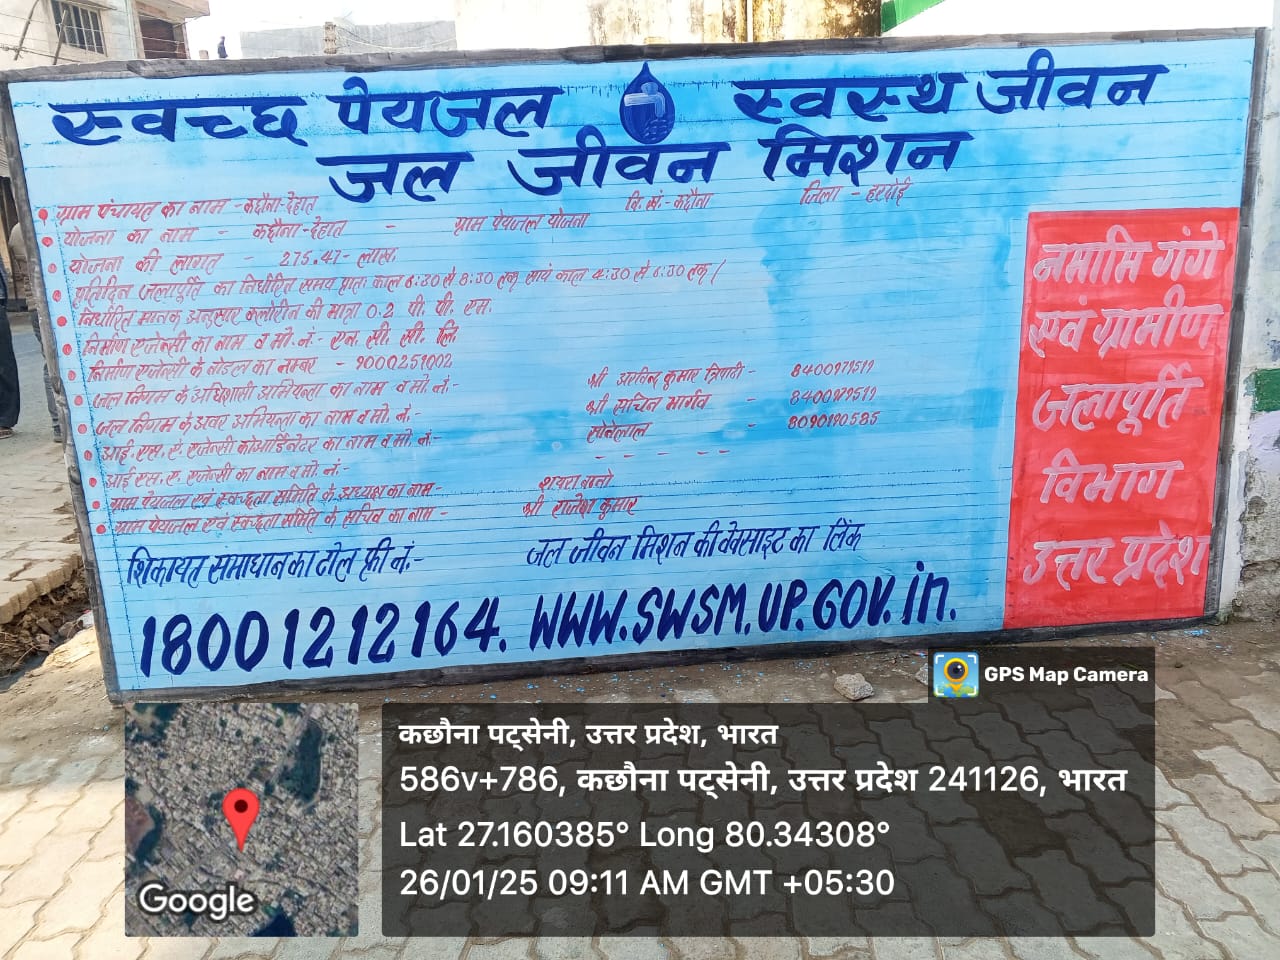 स्वच्छ पेयजल स्वस्थ जीवन
जल जीवन मिशन
ग्राम पंचायत का नाम - कछौना-देहात वि.खं.- कछौना जिला - हरदोई
योजना का नाम - कछौना-देहात - ग्राम पेयजल योजना
योजना की लागत - 275.47- लाख
प्रतिदिन जलापूर्ति का निर्धारित समय प्रातः काल 6:30 से 8:30 तक सायं काल 4:30 से 6:30 तक।
निर्धारित मानक अनुसार क्लोरीन की मात्रा 0.2 पी. पी. एम.
निर्माण एजेन्सी का नाम व मो. नं- एन. सी. सी. लि.
निर्माण एजेन्सी के नोडल का नम्बर - 9000251002
जल निगम के अधिशासी अभियन्ता का नाम व मो. नं.- श्री अरविन्द कुमार त्रिपाठी -
जल निगम के अवर अभियन्ता का नाम व मो. नं.- श्री सचिन भार्गव -
आई. एस. ए. एजेन्सी कोआर्डिनेटर का नाम व मो. नं.- - 8090190585
आई. एस. ए. एजेन्सी का नाम व मो. नं.- - - - - -
ग्राम पेयजल एवं स्वच्छता समिति के अध्यक्ष का नाम- शायरा बानो
ग्राम पेयजल एवं स्वच्छता समिति के सचिव का नाम - श्री राजेश कुमार
शिकायत समाधान का टोल फ्री नं.- जल जीवन मिशन की वेबसाइट का लिंक
18001212164. WWW.SWSM.UP.GOV.in.
नमामि गंगे
एवं ग्रामीण
जलापूर्ति
विभाग
उत्तर प्रदेश
GPS Map Camera
कछौना पट्सेनी, उत्तर प्रदेश, भारत
586v+786, कछौना पट्सेनी, उत्तर प्रदेश 241126, भारत
Lat 27.160385° Long 80.34308°
26/01/25 09:11 AM GMT +05:30
Google